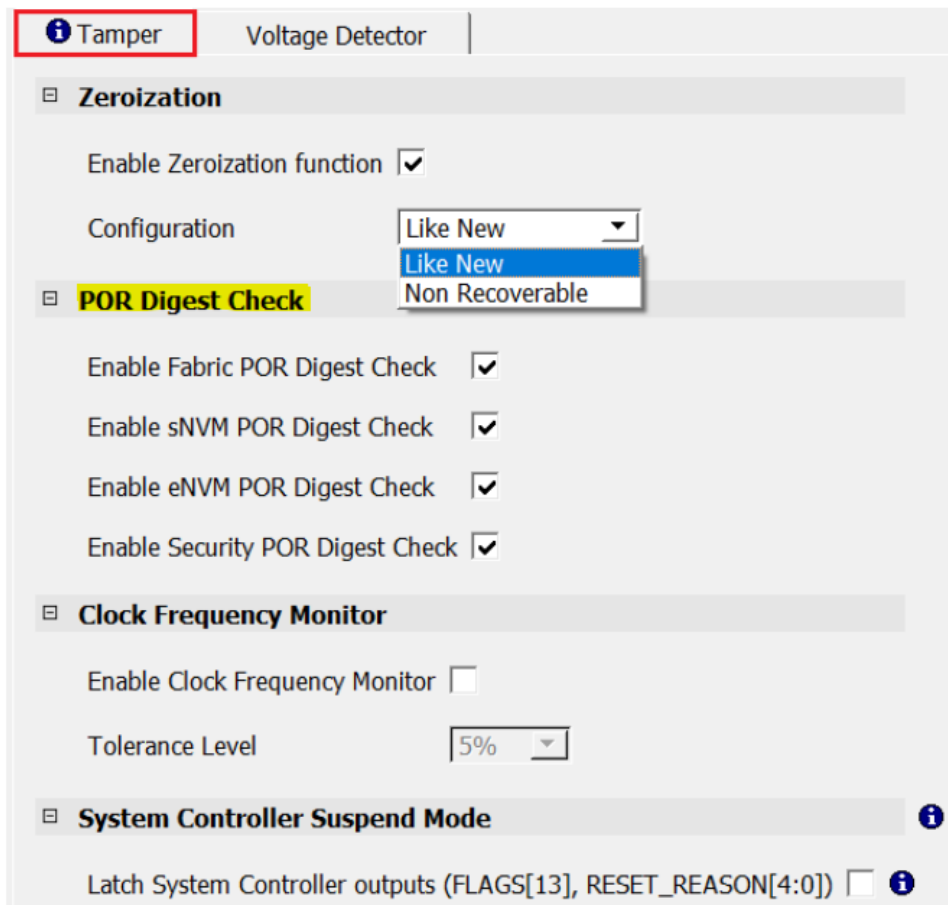 Tamper Voltage Detector
Zeroization
Enable Zeroization function
Configuration Like New
Like New
Non Recoverable
POR Digest Check
Enable Fabric POR Digest Check
Enable sNVM POR Digest Check
Enable eNVM POR Digest Check
Enable Security POR Digest Check
Clock Frequency Monitor
Enable Clock Frequency Monitor
Tolerance Level 5%
System Controller Suspend Mode
Latch System Controller outputs (FLAGS[13], RESET_REASON[4:0])